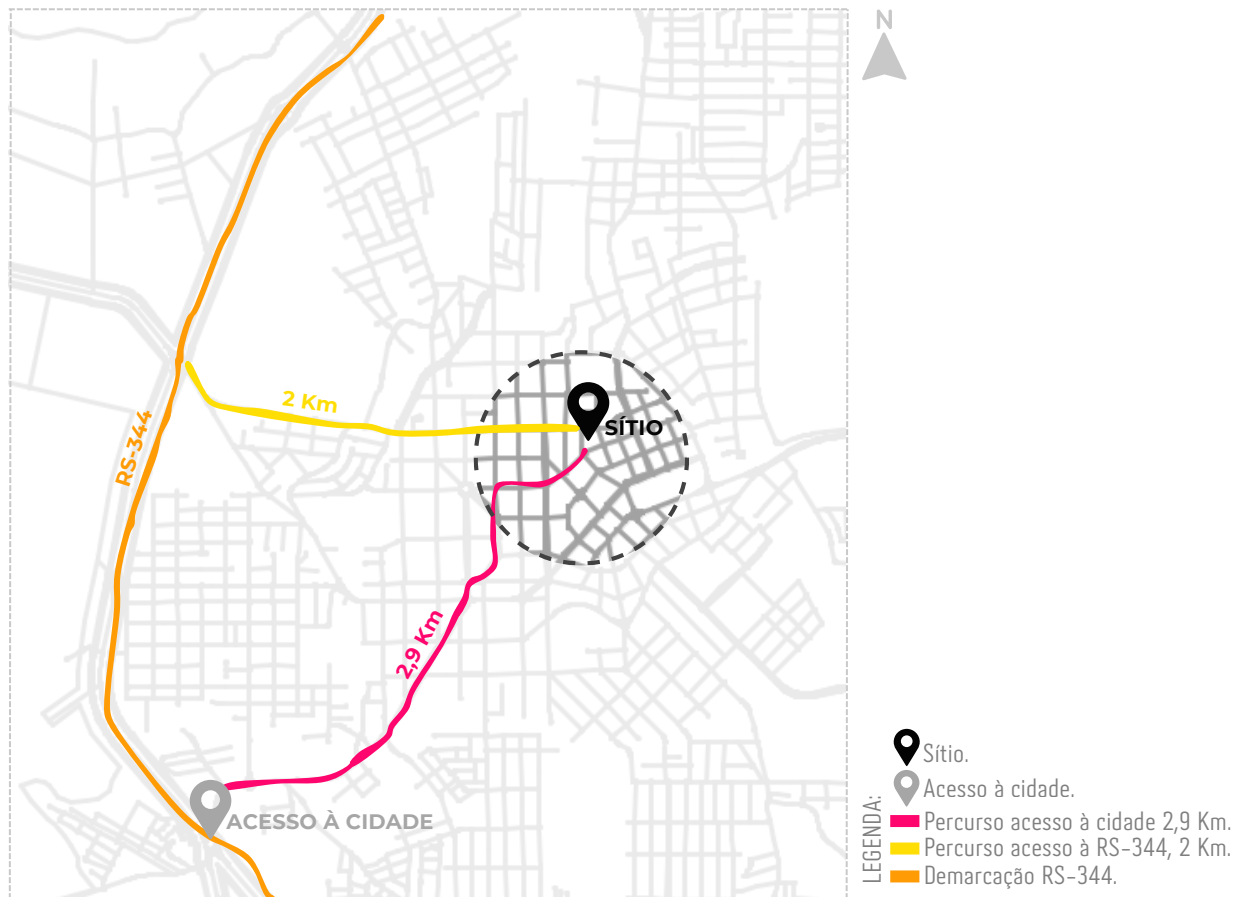 N
2 Km
SÍTIO
RS-344
2,9 Km
ACESSO À CIDADE
LEGENDA:
Sítio.
Acesso à cidade.
Percurso acesso à cidade 2,9 Km.
Percurso acesso à RS-344, 2 Km.
Demarcação RS-344.